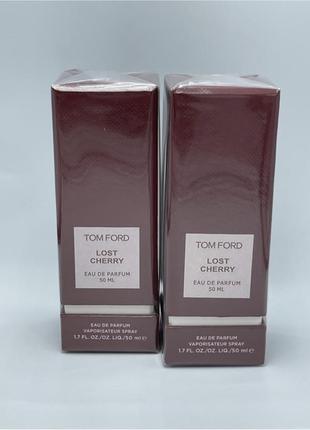 TOM FORD
LOST
CHERRY
EAU DE PARFUM
50 ML
EAU DE PARFUM
VAPORISATEUR SPRAY
1.7 FL. OZ./OZ. LIQ./50 ml ℮
TOM FORD
LOST
CHERRY
EAU DE PARFUM
50 ML
EAU DE PARFUM
VAPORISATEUR SPRAY
1.7 FL. OZ./OZ. LIQ./50 ml ℮